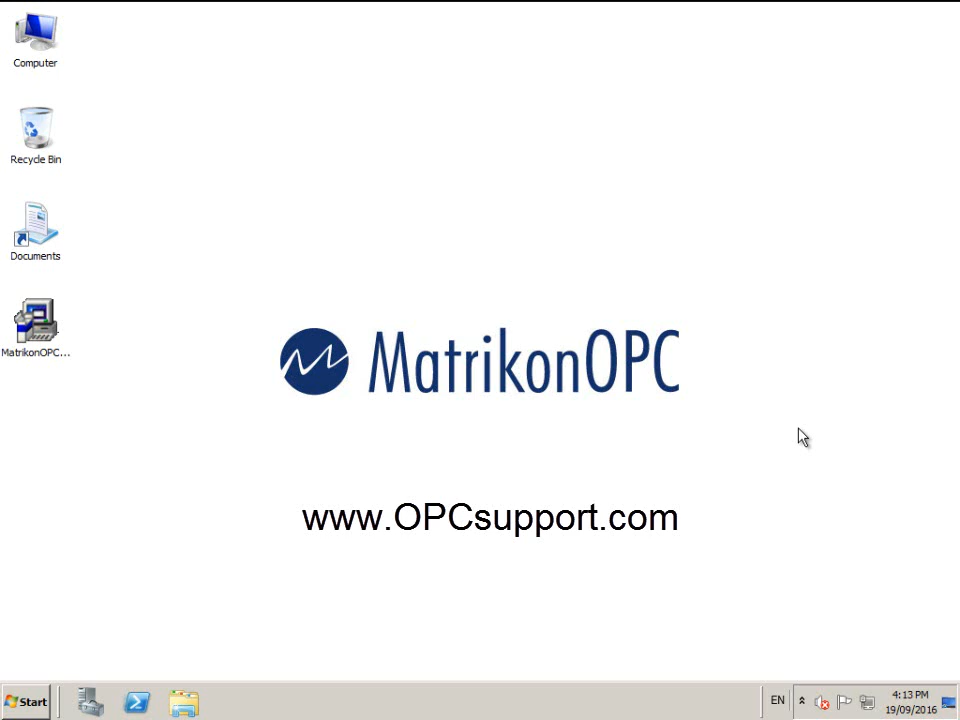 Computer
Recycle Bin
Documents
MatrikonOPC...
MatrikonOPC
www.OPCsupport.com
Start
EN
4:13 PM
19/09/2016